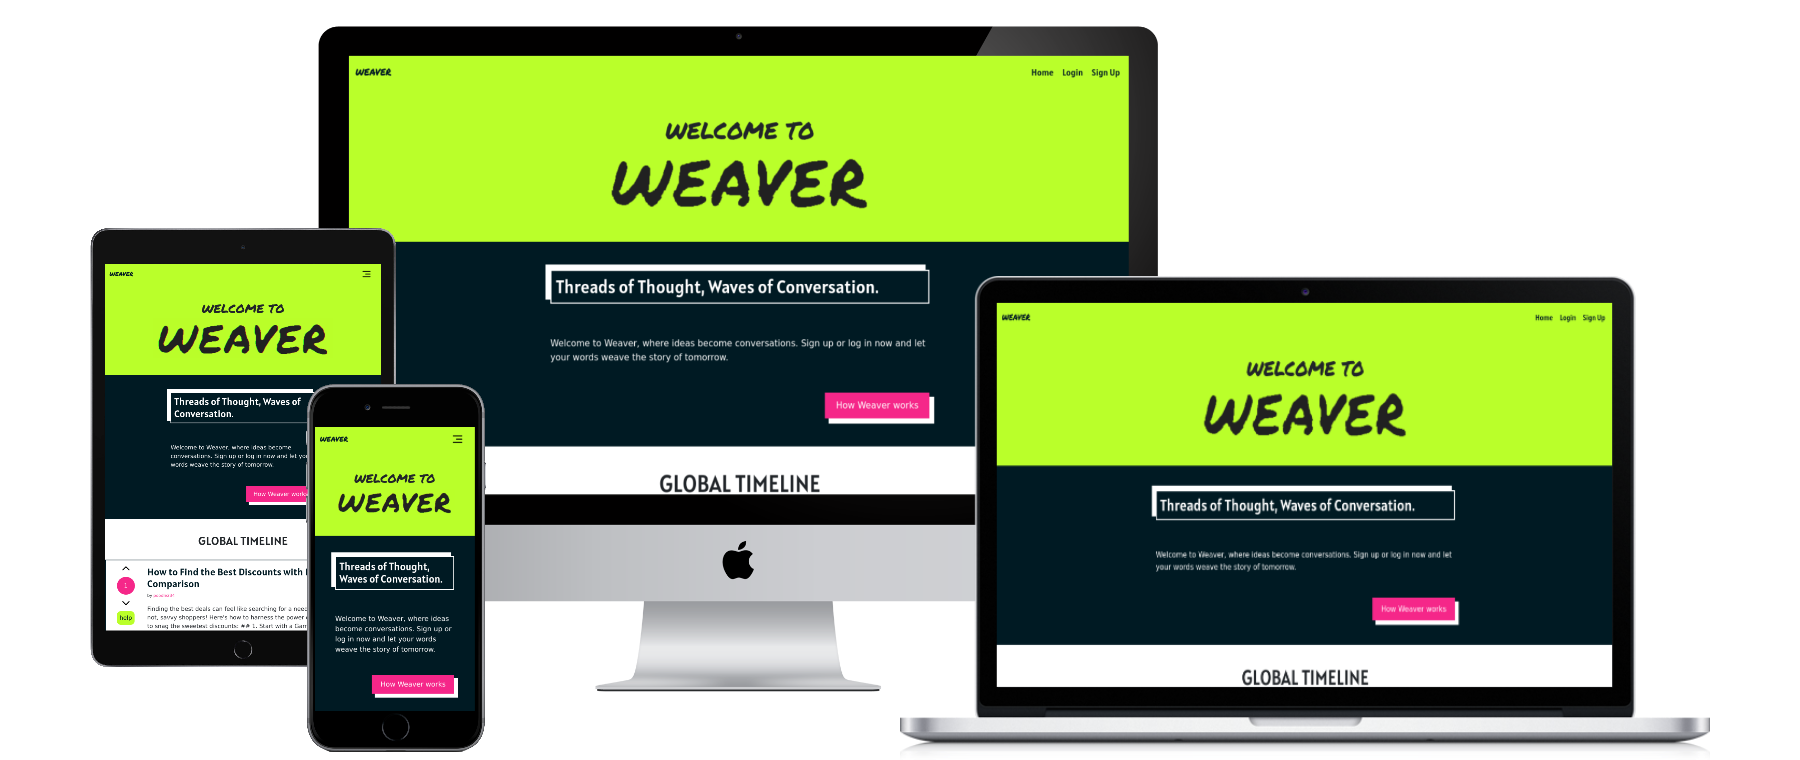 WEAVER
Home Login Sign Up
WELCOME TO
WEAVER
Threads of Thought, Waves of Conversation.
Welcome to Weaver, where ideas become conversations. Sign up or log in now and let
your words weave the story of tomorrow.
How Weaver works
GLOBAL TIMELINE
WEAVER
WELCOME TO
WEAVER
Threads of Thought, Waves of
Conversation.
Welcome to Weaver, where ideas become
conversations. Sign up or log in now and let
words weave the story of tomorrow.
How Weaver works
GLOBAL TIMELINE
How to Find the Best Discounts with
Comparison
by
Finding the best deals can feel like searching for a
not, savvy shoppers! Here's how to harness the power
to snag the sweetest discounts: ## 1. Start with a
help
WEAVER
WELCOME TO
WEAVER
Threads of Thought,
Waves of Conversation.
Welcome to Weaver, where ideas
become conversations. Sign up or
log in now and let your words
weave the story of tomorrow.
How Weaver works
WEAVER
Home Login Sign Up
WELCOME TO
WEAVER
Threads of Thought, Waves of Conversation.
Welcome to Weaver, where ideas become conversations. Sign up or log in now and let
your words weave the story of tomorrow.
How Weaver works
GLOBAL TIMELINE